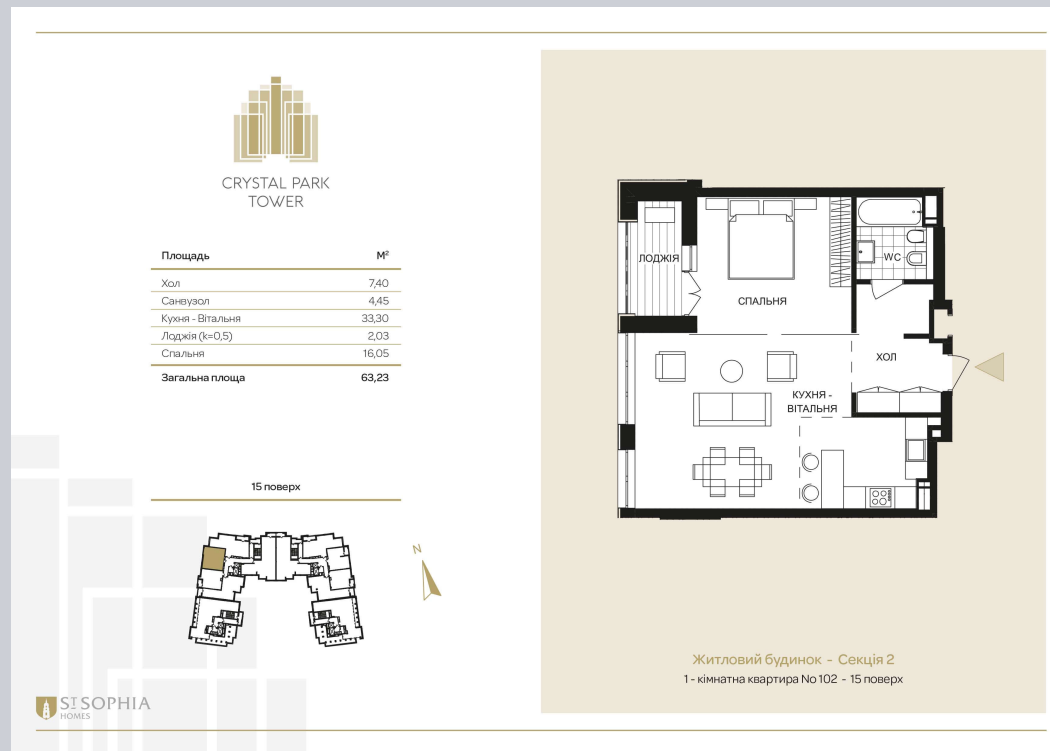 CRYSTAL PARK
TOWER
Площадь М²
Хол 7,40
Санвузол 4,45
Кухня - Вітальня 33,30
Лоджія (k=0,5) 2,03
Спальня 16,05
Загальна площа 63,23
15 поверх
N
ST SOPHIA
HOMES
ЛОДЖІЯ
СПАЛЬНЯ
WC
ХОЛ
КУХНЯ -
ВІТАЛЬНЯ
Житловий будинок - Секція 2
1 - кімнатна квартира No 102 - 15 поверх